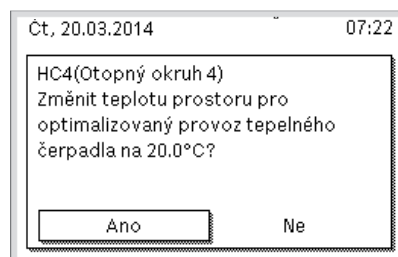 Čt, 20.03.2014 07:22
HC4(Otopný okruh 4)
Změnit teplotu prostoru pro
optimalizovaný provoz tepelného
čerpadla na 20.0°C?
Ano Ne